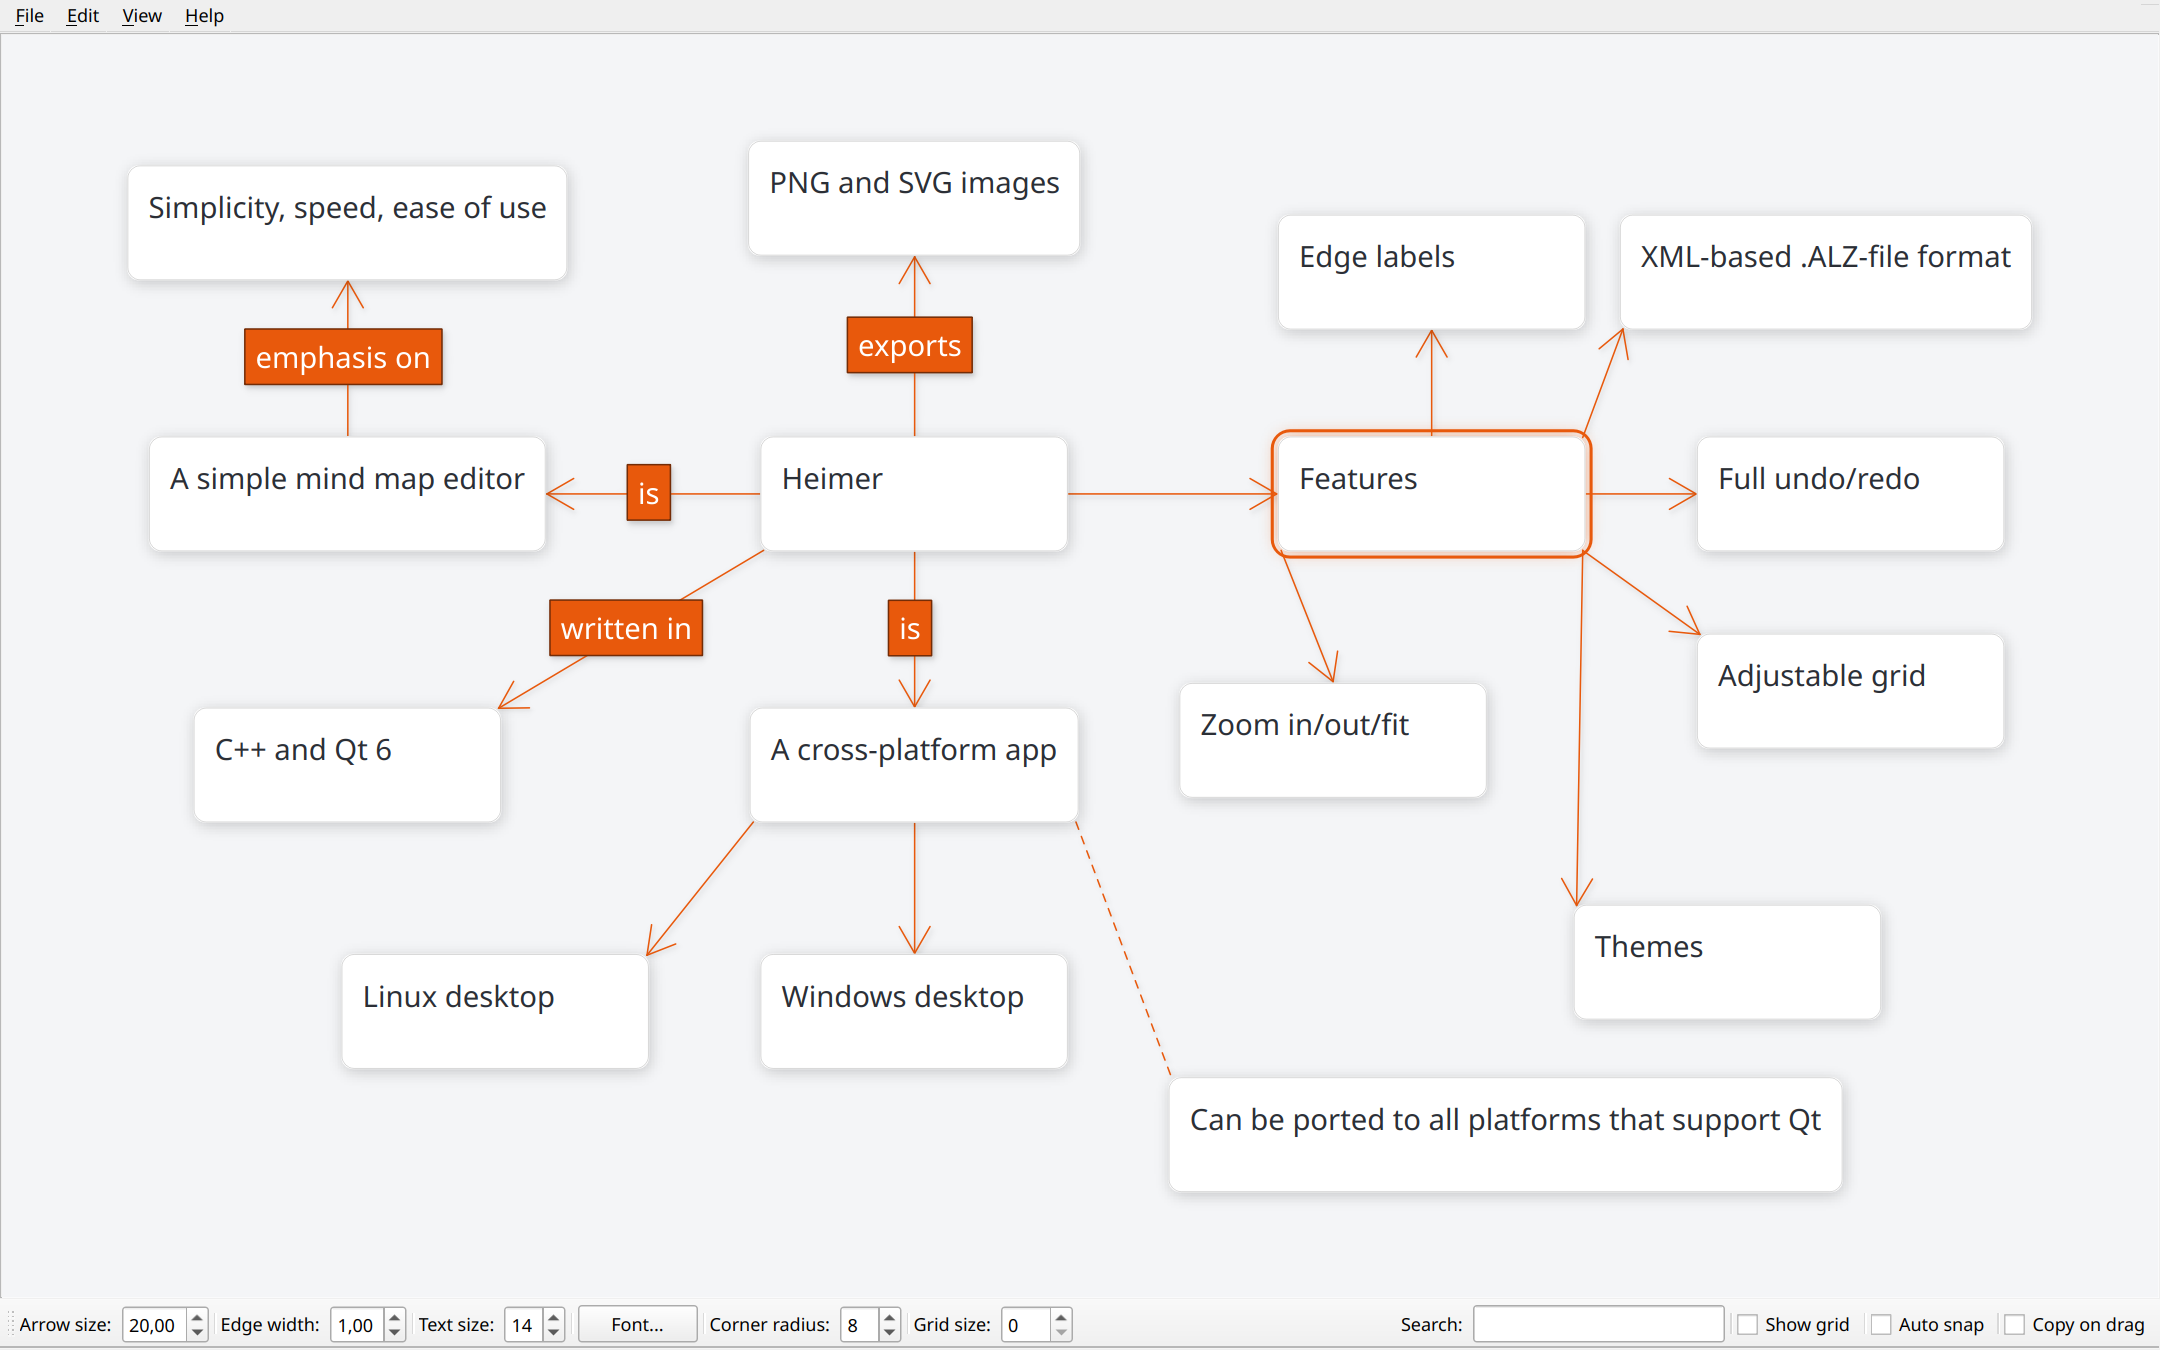 File Edit View Help
PNG and SVG images
Simplicity, speed, ease of use
Edge labels
XML-based .ALZ-file format
exports
emphasis on
A simple mind map editor
is
Heimer
Features
Full undo/redo
written in
is
Adjustable grid
Zoom in/out/fit
C++ and Qt 6
A cross-platform app
Themes
Linux desktop
Windows desktop
Can be ported to all platforms that support Qt
Arrow size: 20,00 Edge width: 1,00 Text size: 14 Font... Corner radius: 8 Grid size: 0 Search: Show grid Auto snap Copy on drag